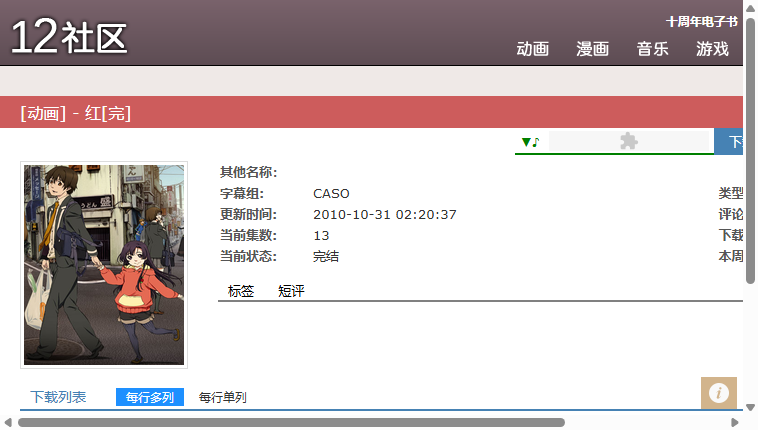 12社区
十周年电子书
动画 漫画 音乐 游戏
[动画] - 红[完]
▼♪
其他名称:
字幕组: CASO 类型
更新时间: 2010-10-31 02:20:37 评论
当前集数: 13 下载
当前状态: 完结 本周
标签 短评
下载列表 每行多列 每行单列